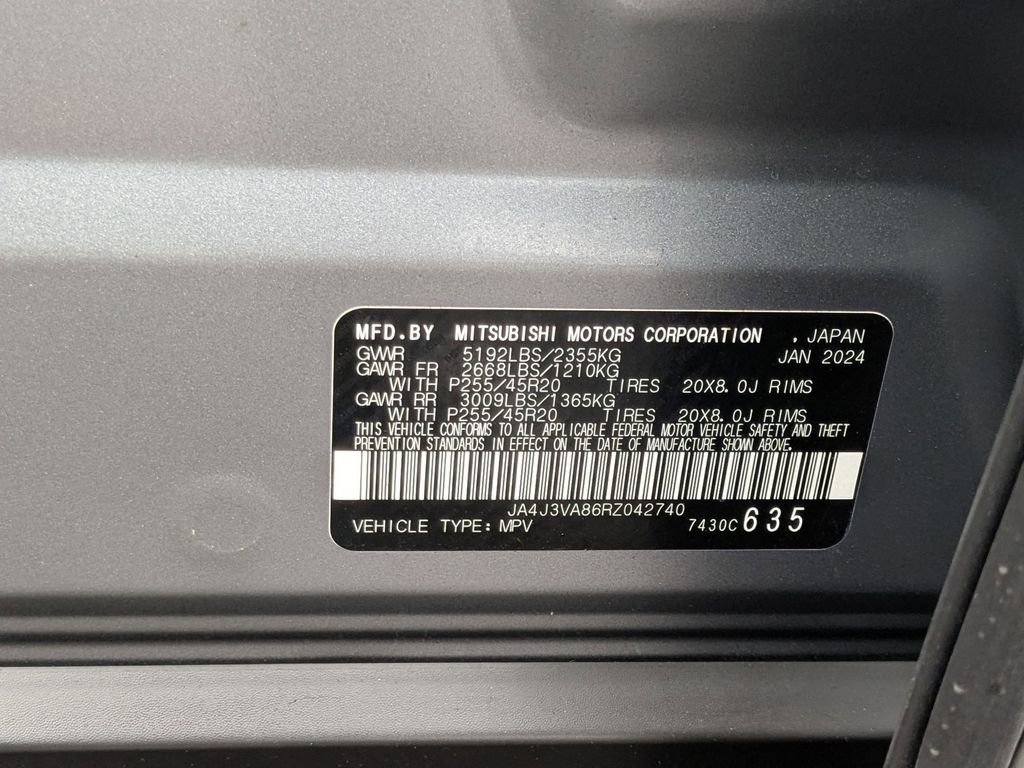 MFD.BY MITSUBISHI MOTORS CORPORATION , JAPAN
GVWR 5192LBS/2355KG JAN 2024
GAWR FR 2668LBS/1210KG
WITH P255/45R20 TIRES 20X8.0J RIMS
GAWR RR 3009LBS/1365KG
WITH P255/45R20 TIRES 20X8.0J RIMS
THIS VEHICLE CONFORMS TO ALL APPLICABLE FEDERAL MOTOR VEHICLE SAFETY AND THEFT
PREVENTION STANDARDS IN EFFECT ON THE DATE OF MANUFACTURE SHOWN ABOVE.
JA4J3VA86RZ042740
VEHICLE TYPE: MPV 7430C 635